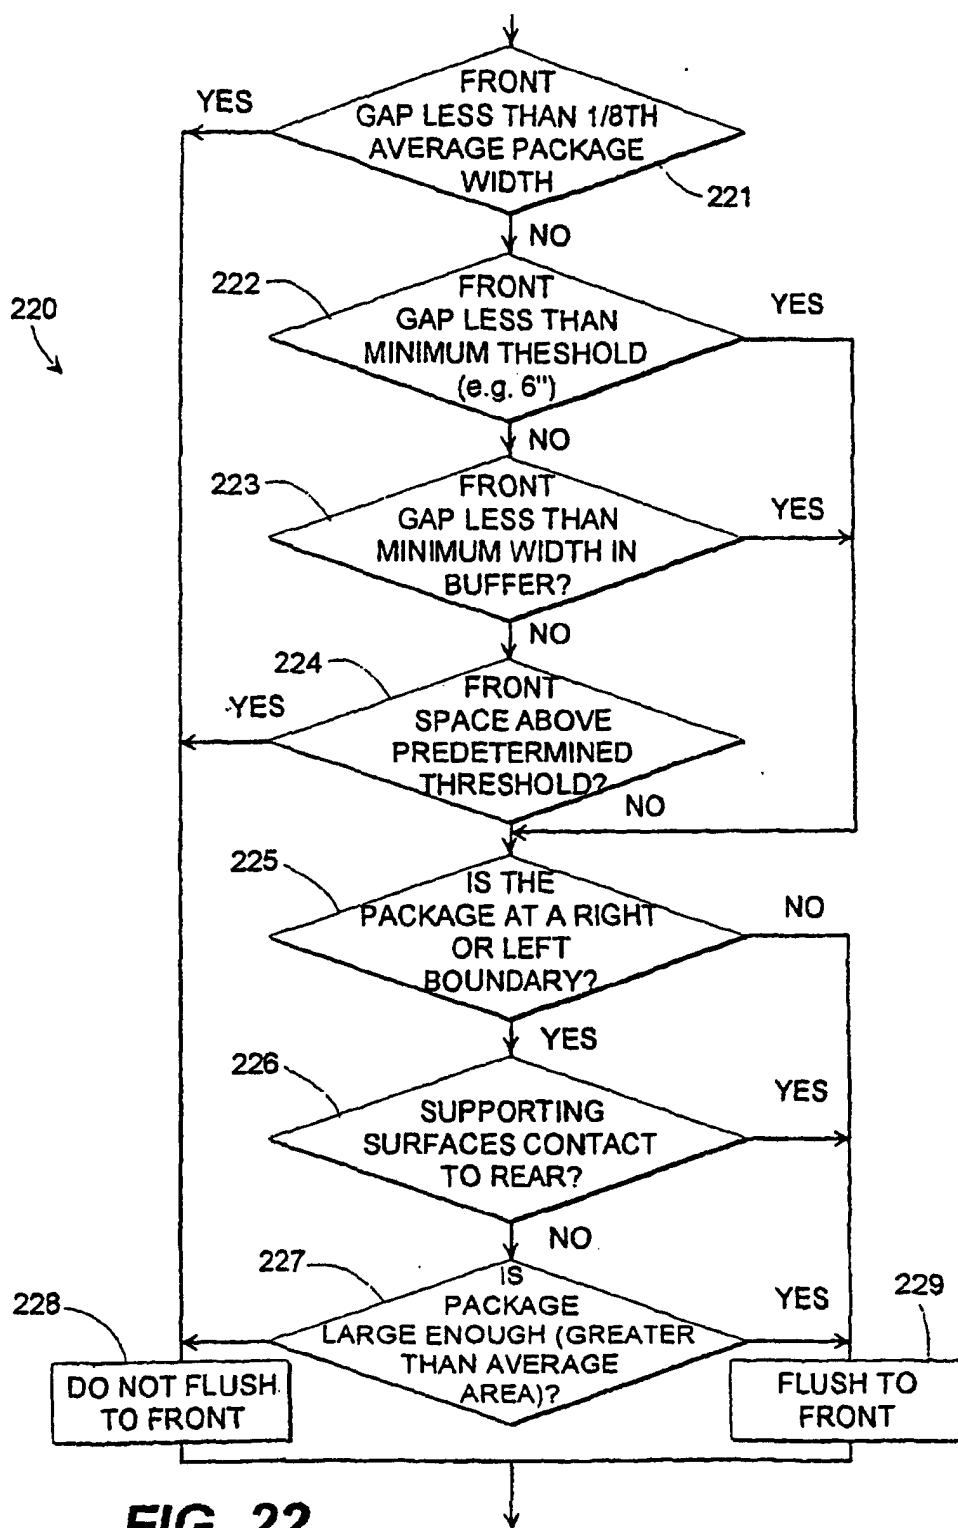 FRONT
GAP LESS THAN 1/8TH
AVERAGE PACKAGE
WIDTH
YES
221
NO
220
222
FRONT
GAP LESS THAN
MINIMUM THESHOLD
(e.g. 6")
YES
NO
223
FRONT
GAP LESS THAN
MINIMUM WIDTH IN
BUFFER?
YES
NO
224
FRONT
SPACE ABOVE
PREDETERMINED
THRESHOLD?
YES
NO
225
IS THE
PACKAGE AT A RIGHT
OR LEFT
BOUNDARY?
NO
YES
226
SUPPORTING
SURFACES CONTACT
TO REAR?
YES
NO
227
IS
PACKAGE
LARGE ENOUGH (GREATER
THAN AVERAGE
AREA)?
YES
228
DO NOT FLUSH
TO FRONT
229
FLUSH TO
FRONT
FIG. 22